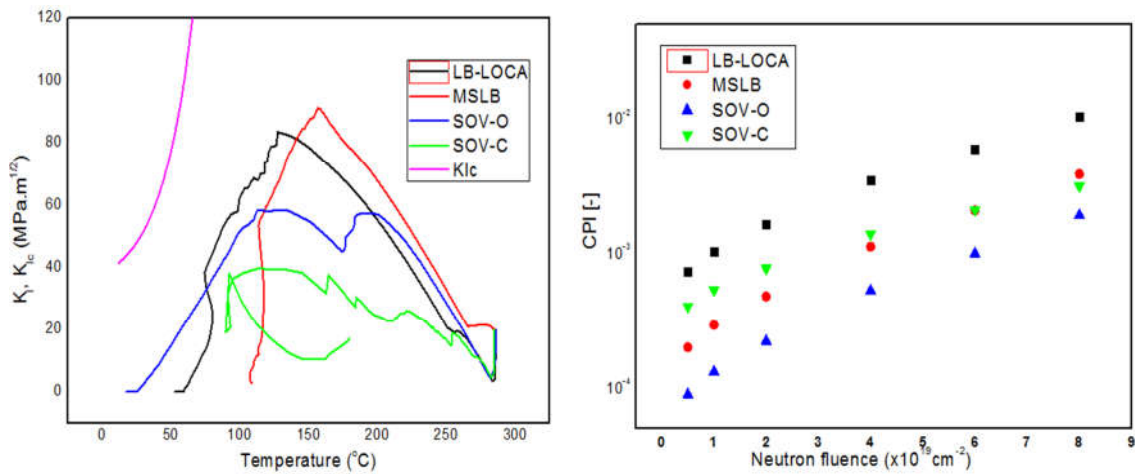 120
100
80
60
40
20
0
K_I, K_Ic (MPa.m^1/2)
LB-LOCA
MSLB
SOV-O
SOV-C
KIc
0 50 100 150 200 250 300
Temperature (°C)
10^-2
10^-3
10^-4
CPI [-]
LB-LOCA
MSLB
SOV-O
SOV-C
0 1 2 3 4 5 6 7 8 9
Neutron fluence (x10^19cm^-2)